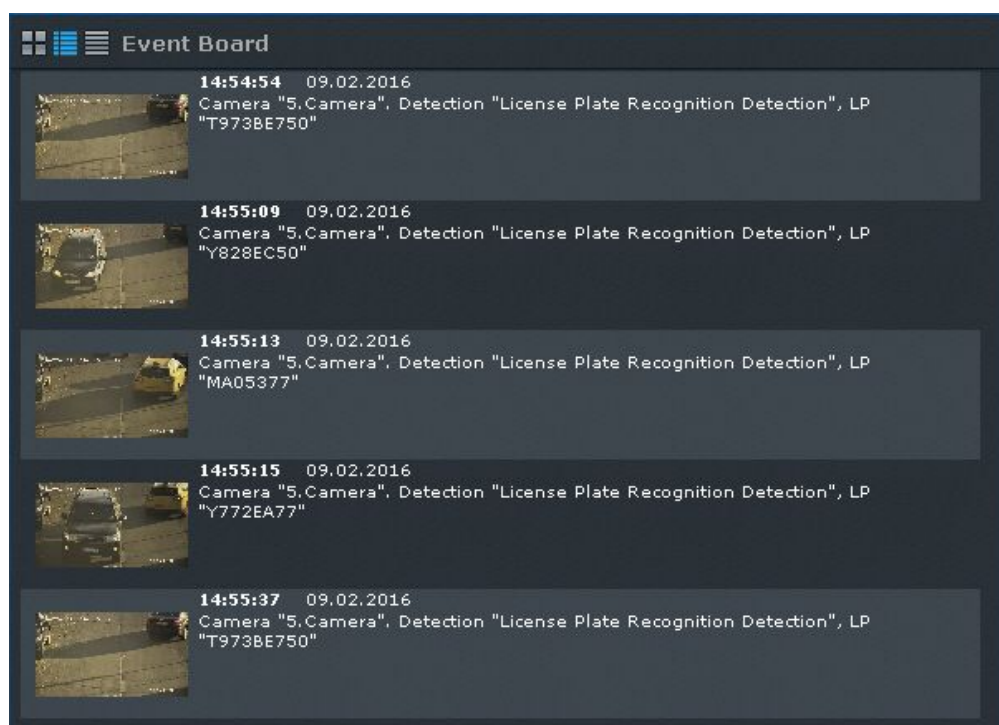 Event Board
14:54:54 09.02.2016
Camera "5.Camera". Detection "License Plate Recognition Detection", LP
"T973BE750"
14:55:09 09.02.2016
Camera "5.Camera". Detection "License Plate Recognition Detection", LP
"Y828EC50"
14:55:13 09.02.2016
Camera "5.Camera". Detection "License Plate Recognition Detection", LP
"MA05377"
14:55:15 09.02.2016
Camera "5.Camera". Detection "License Plate Recognition Detection", LP
"Y772EA77"
14:55:37 09.02.2016
Camera "5.Camera". Detection "License Plate Recognition Detection", LP
"T973BE750"